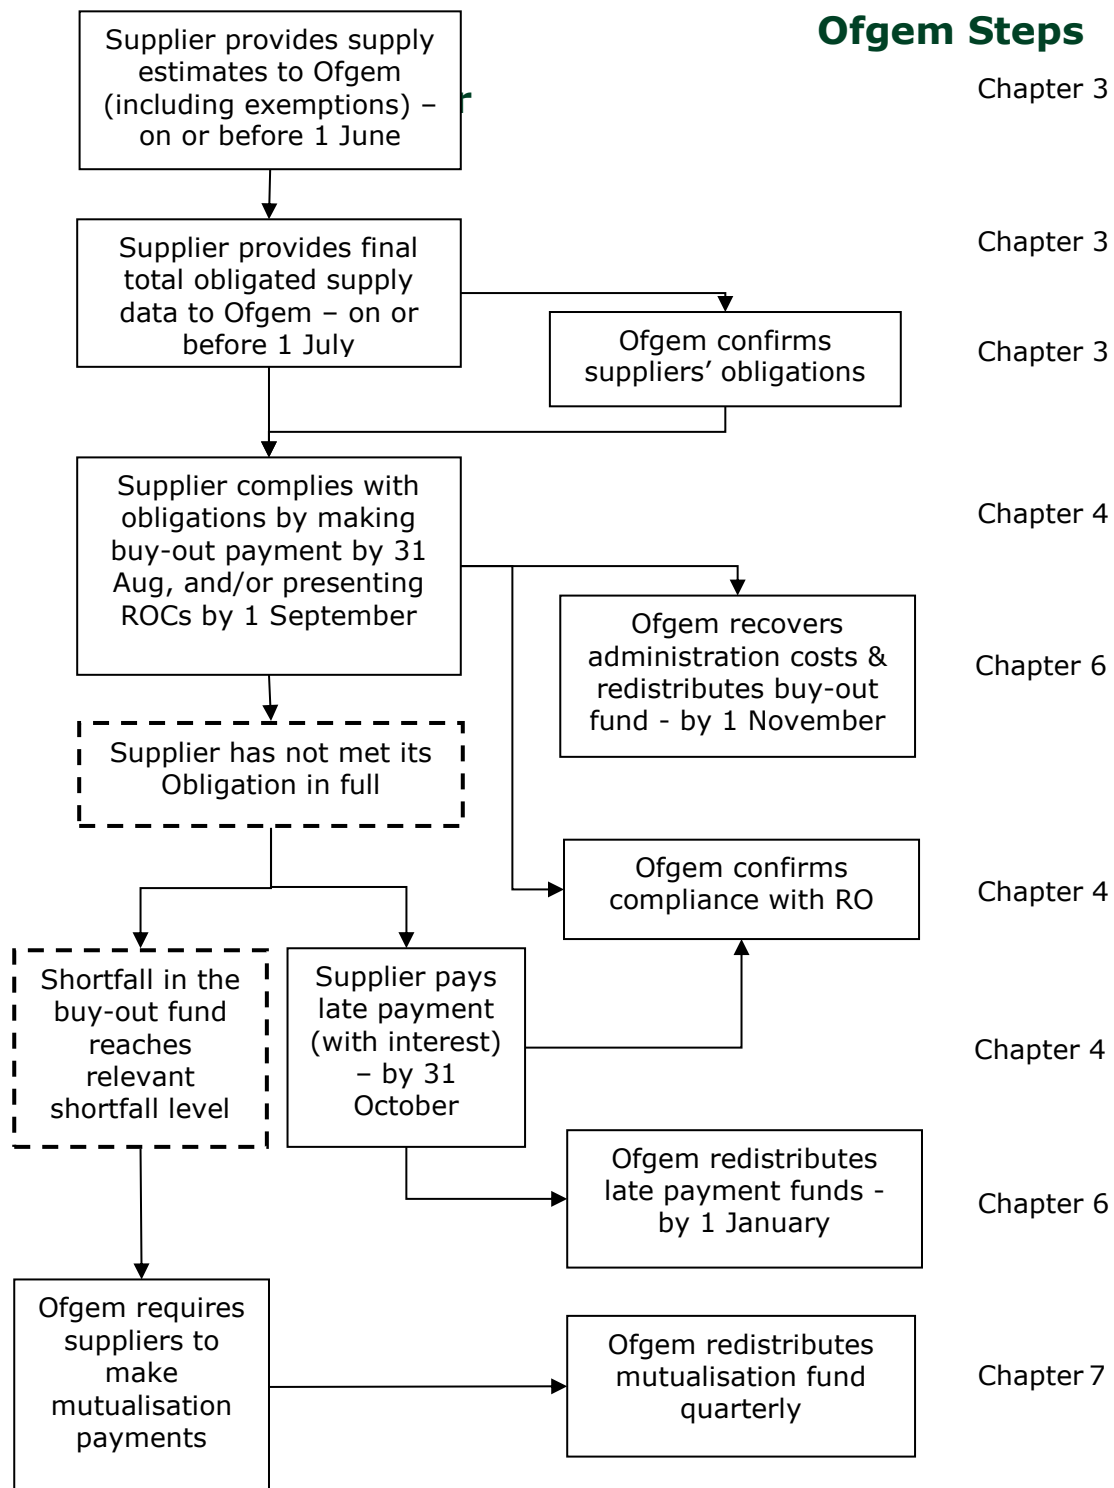 Ofgem Steps
Supplier provides supply
estimates to Ofgem
(including exemptions) –
on or before 1 June
r
Chapter 3
Supplier provides final
total obligated supply
data to Ofgem – on or
before 1 July
Chapter 3
Ofgem confirms
suppliers’ obligations
Chapter 3
Supplier complies with
obligations by making
buy-out payment by 31
Aug, and/or presenting
ROCs by 1 September
Chapter 4
Ofgem recovers
administration costs &
redistributes buy-out
fund - by 1 November
Chapter 6
Supplier has not met its
Obligation in full
Ofgem confirms
compliance with RO
Chapter 4
Shortfall in the
buy-out fund
reaches
relevant
shortfall level
Supplier pays
late payment
(with interest)
– by 31
October
Chapter 4
Ofgem redistributes
late payment funds -
by 1 January
Chapter 6
Ofgem requires
suppliers to
make
mutualisation
payments
Ofgem redistributes
mutualisation fund
quarterly
Chapter 7